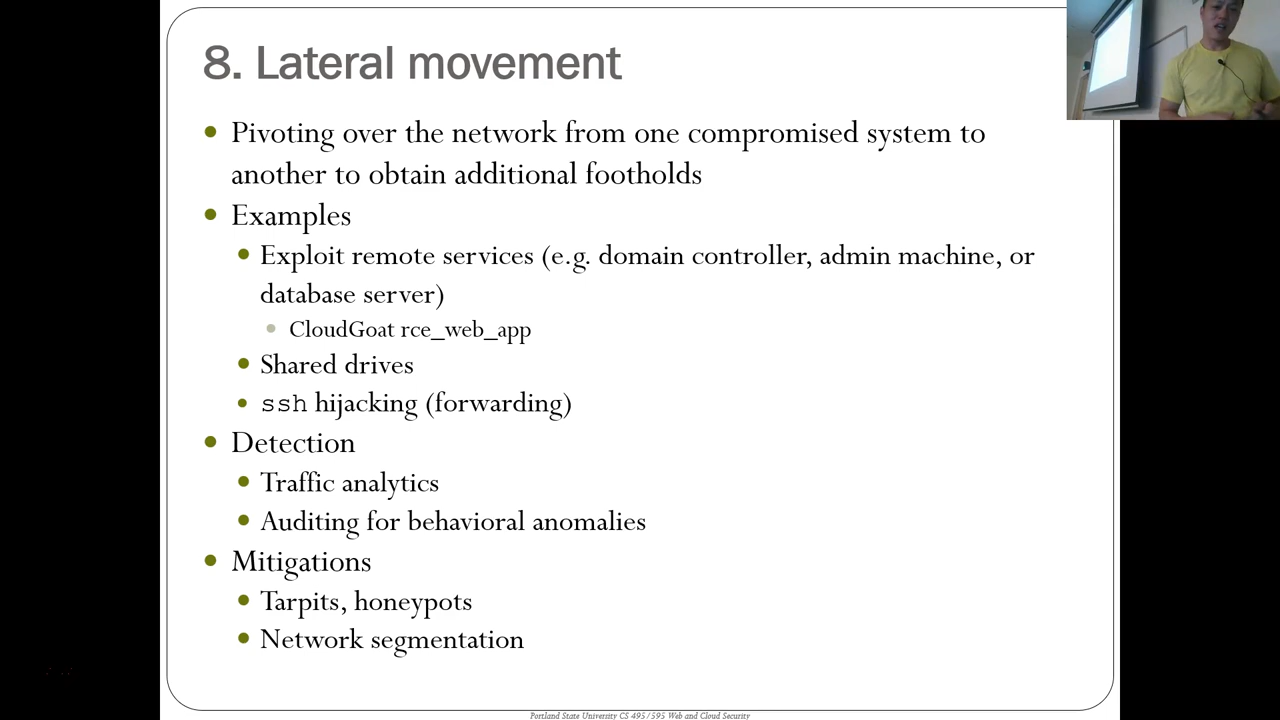 8. Lateral movement
Pivoting over the network from one compromised system to
another to obtain additional footholds
Examples
Exploit remote services (e.g. domain controller, admin machine, or
database server)
CloudGoat rce_web_app
Shared drives
ssh hijacking (forwarding)
Detection
Traffic analytics
Auditing for behavioral anomalies
Mitigations
Tarpits, honeypots
Network segmentation
Portland State University CS 495/595 Web and Cloud Security